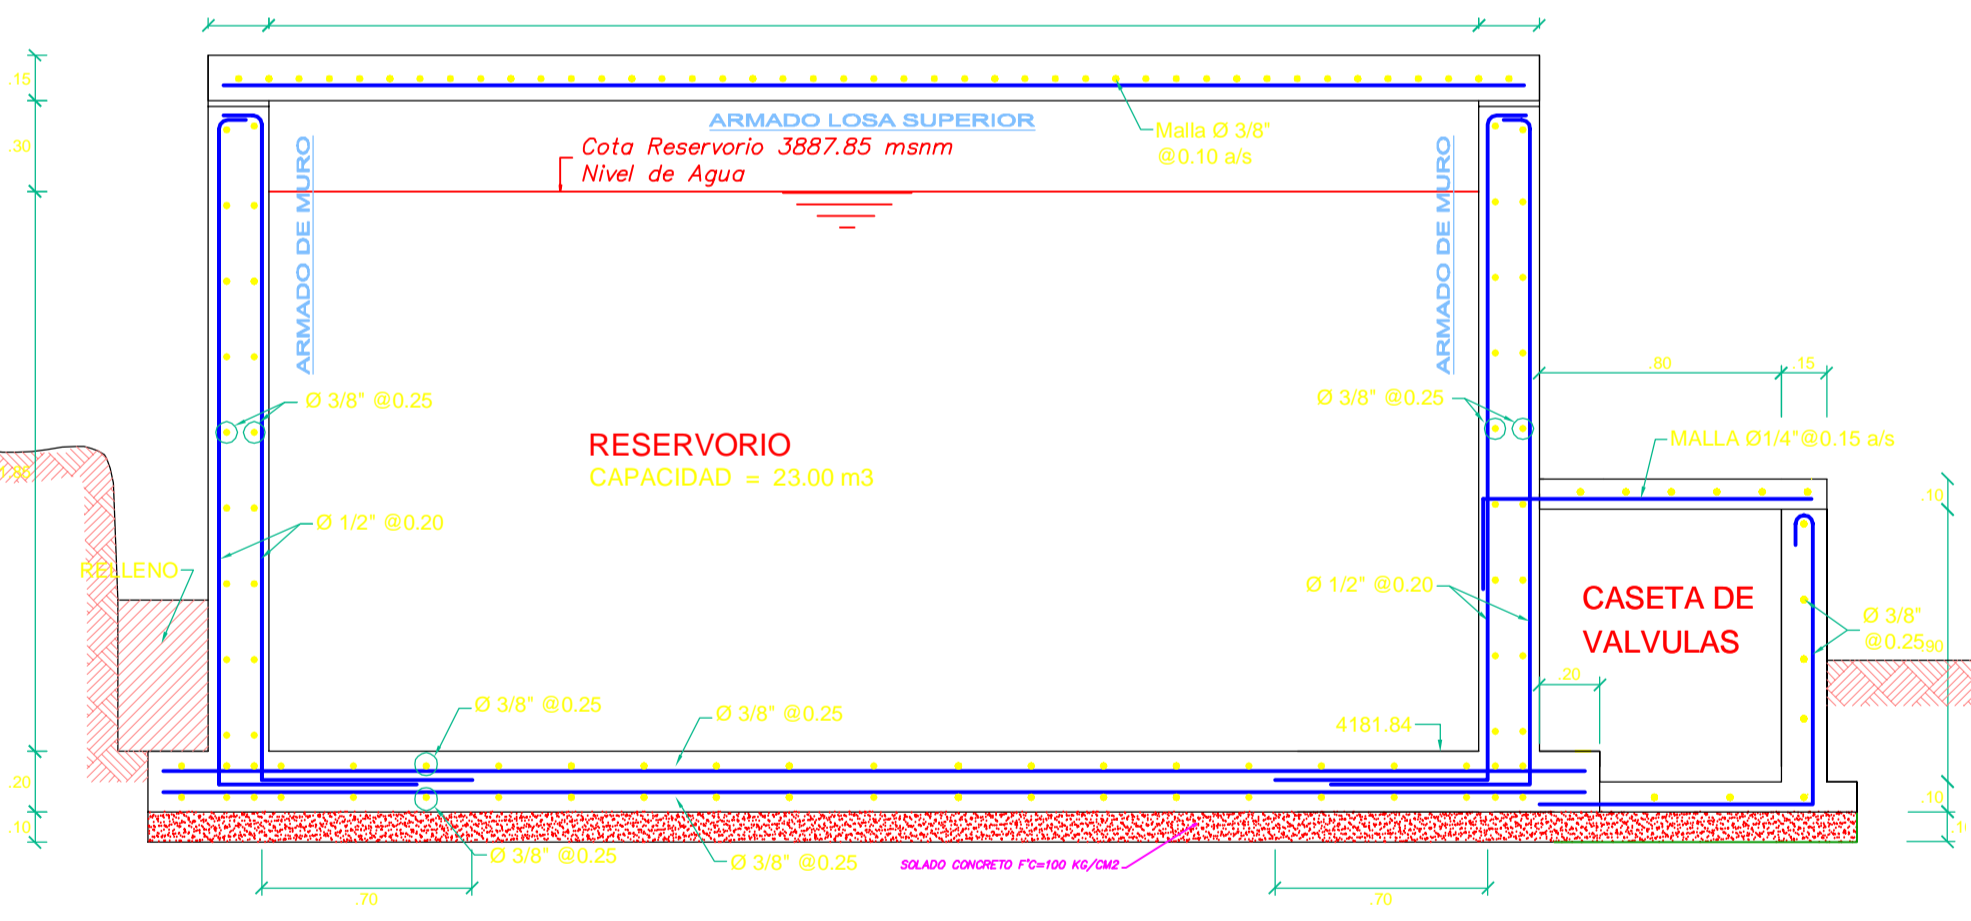 .15
.30
ARMADO LOSA SUPERIOR
Cota Reservorio 3887.85 msnm
Nivel de Agua
Malla Ø 3/8"
@0.10 a/s
ARMADO DE MURO
ARMADO DE MURO
.80
.15
Ø 3/8" @0.25
Ø 3/8" @0.25
RESERVORIO
CAPACIDAD = 23.00 m3
MALLA Ø1/4"@0.15 a/s
.10
Ø 1/2" @0.20
RELLENO
Ø 1/2" @0.20
CASETA DE
VALVULAS
Ø 3/8"
@0.25
.90
.20
Ø 3/8" @0.25
Ø 3/8" @0.25
4181.84
.20
.10
.10
Ø 3/8" @0.25
Ø 3/8" @0.25
SOLADO CONCRETO F'C=100 KG/CM2
.70
.70